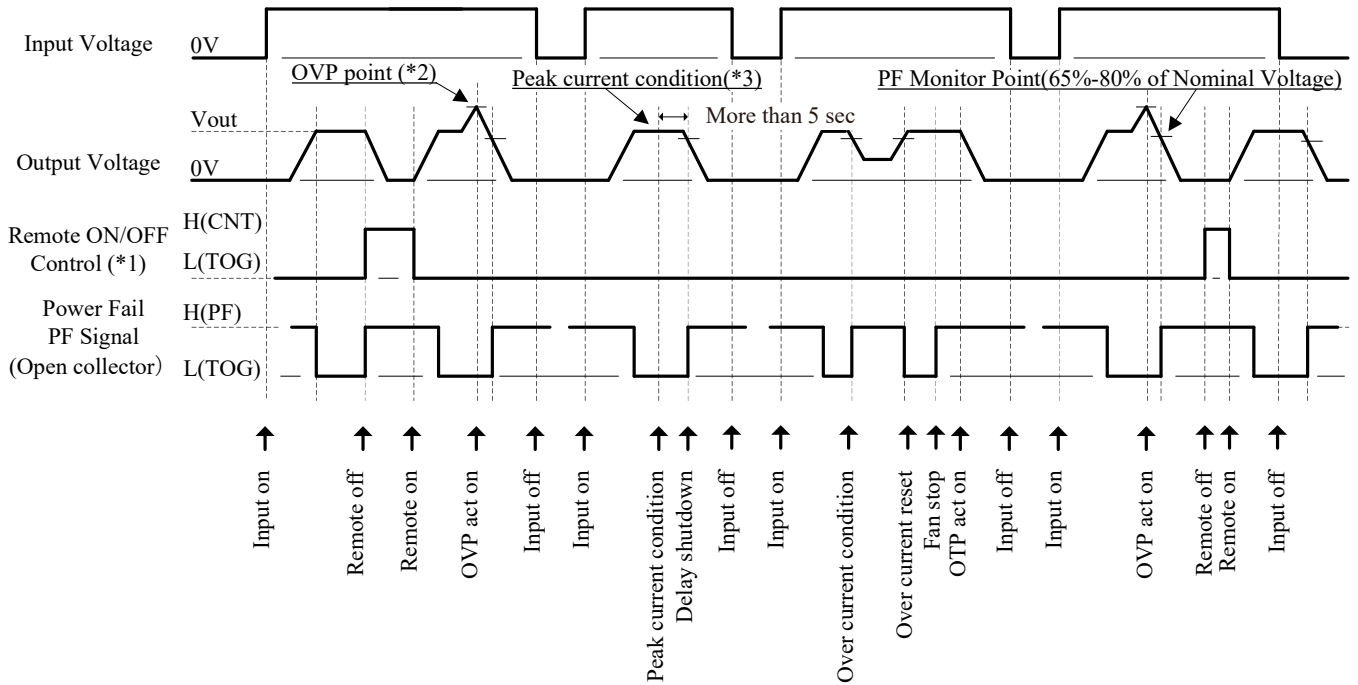 Input Voltage
0V
OVP point (*2)
Peak current condition(*3)
PF Monitor Point(65%-80% of Nominal Voltage)
More than 5 sec
Vout
Output Voltage
0V
H(CNT)
Remote ON/OFF
Control (*1)
L(TOG)
Power Fail
PF Signal
(Open collector）
H(PF)
L(TOG)
Input on
Remote off
Remote on
OVP act on
Input off
Input on
Peak current condition
Delay shutdown
Input off
Input on
Over current condition
Over current reset
Fan stop
OTP act on
Input off
Input on
OVP act on
Remote off
Remote on
Input off